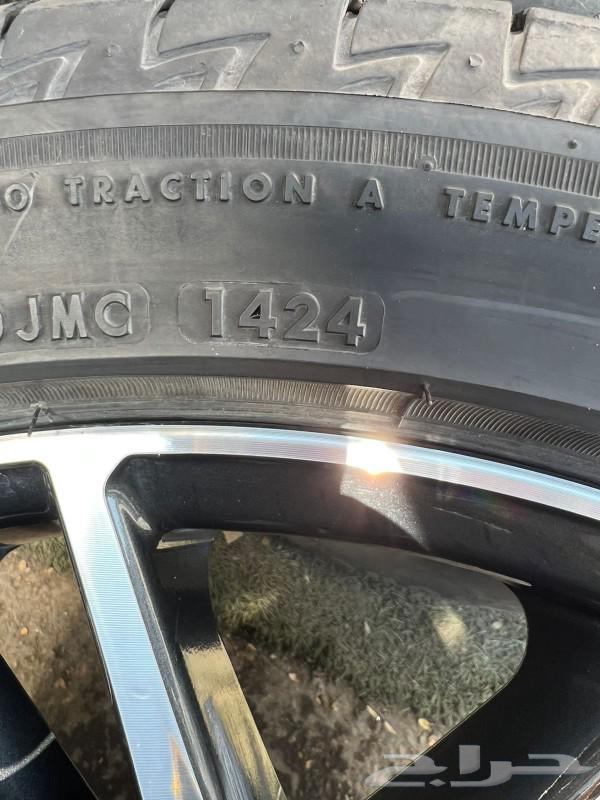 TRACTION A TEMPE
JMC 1424
حراج